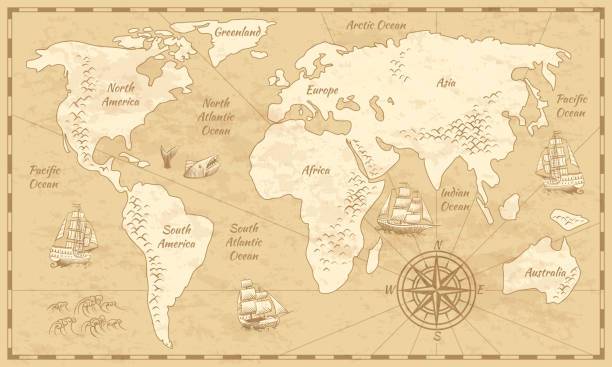 Arctic Ocean
Greenland
North
America
Europe
Asia
North
Atlantic
Ocean
Pacific
Ocean
Pacific
Ocean
Africa
Indian
Ocean
South
America
South
Atlantic
Ocean
Australia
N
W
E
S